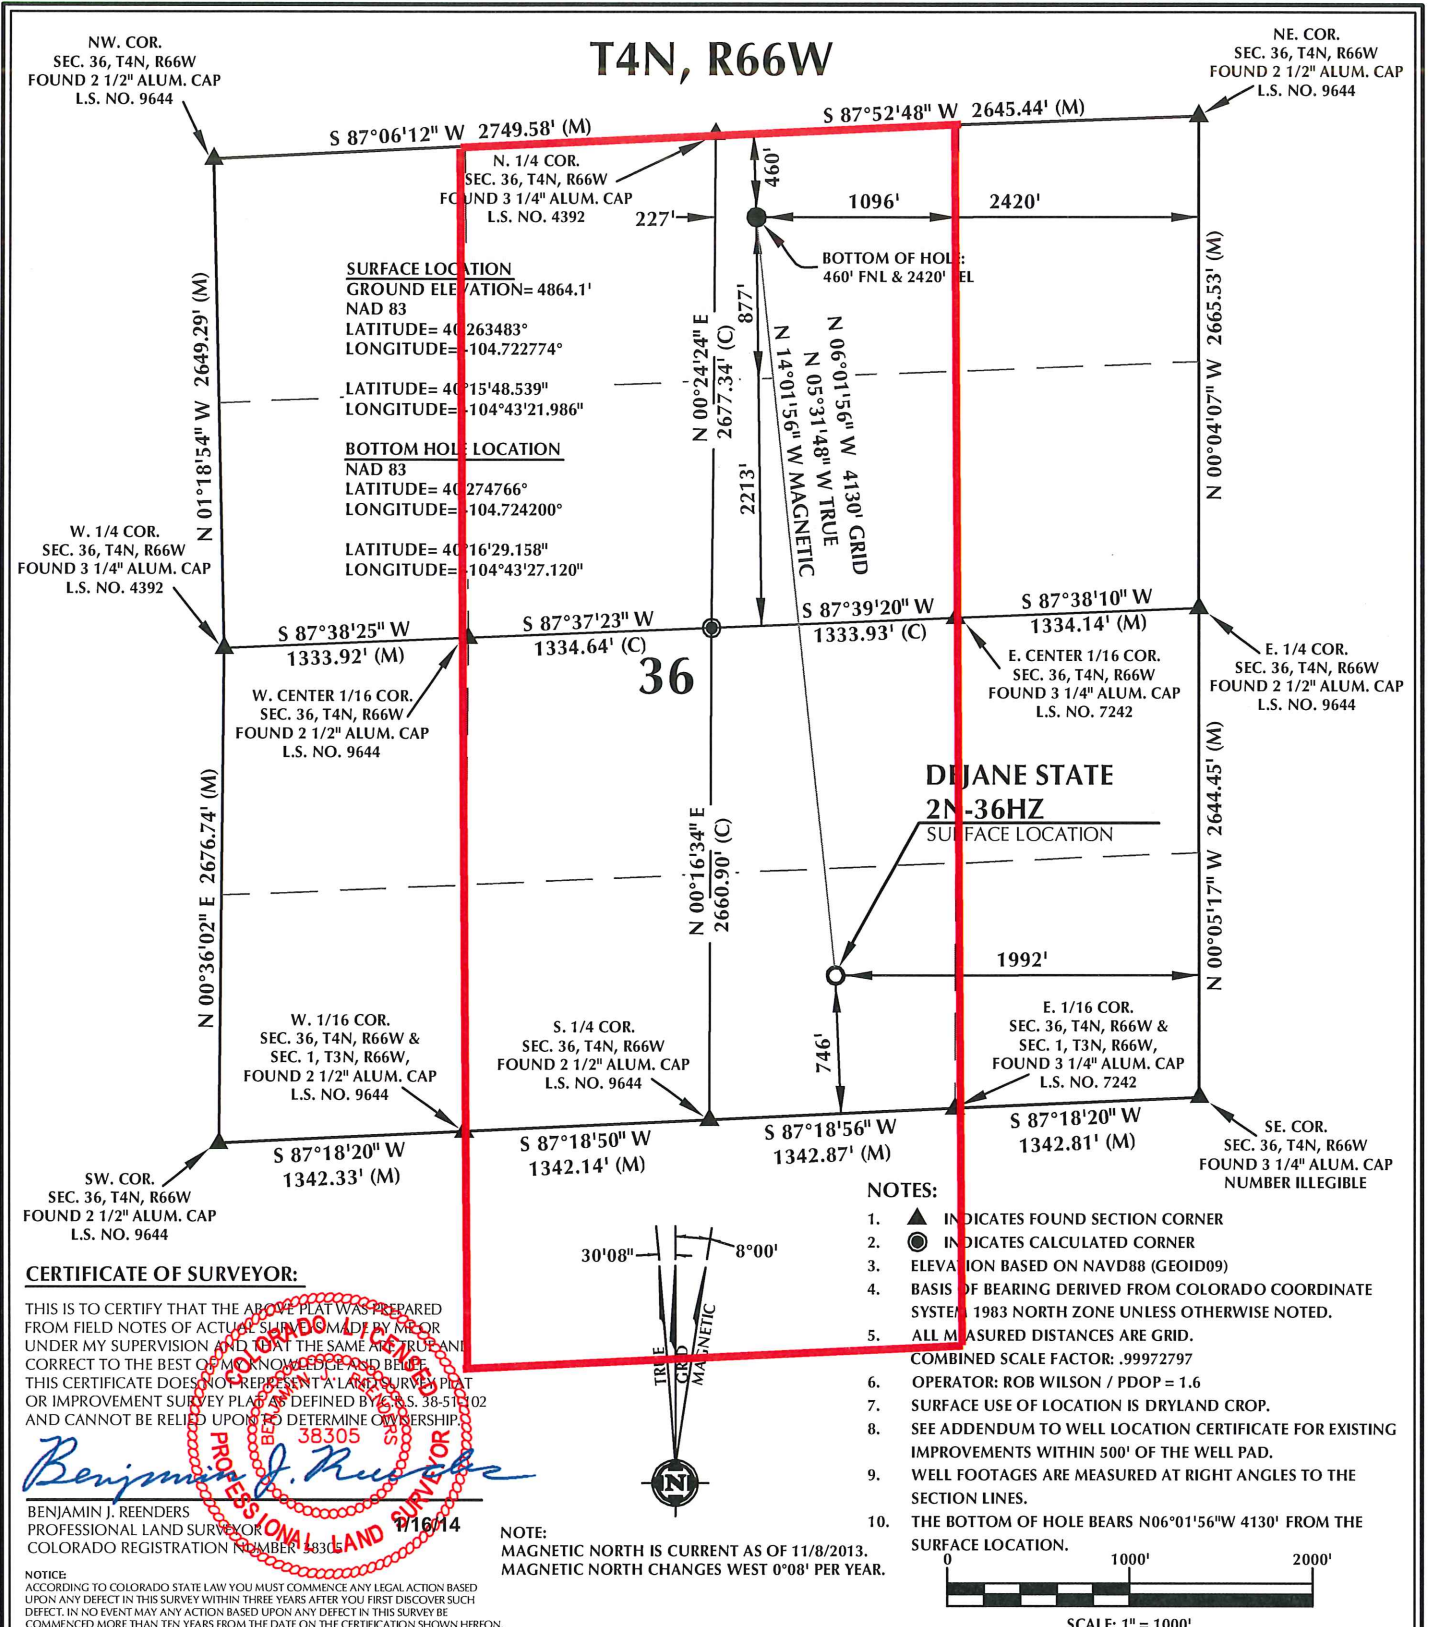 T4N, R66W
NW. COR.
SEC. 36, T4N, R66W
FOUND 2 1/2" ALUM. CAP
L.S. NO. 9644
NE. COR.
SEC. 36, T4N, R66W
FOUND 2 1/2" ALUM. CAP
L.S. NO. 9644
S 87°06'12" W 2749.58' (M)
S 87°52'48" W 2645.44' (M)
N. 1/4 COR.
SEC. 36, T4N, R66W
FOUND 3 1/4" ALUM. CAP
L.S. NO. 4392
460'
227'
1096'
2420'
BOTTOM OF HOLE:
460' FNL & 2420' FEL
SURFACE LOCATION
GROUND ELEVATION= 4864.1'
NAD 83
LATITUDE= 40.263483°
LONGITUDE=-104.722774°
LATITUDE= 40°15'48.539"
LONGITUDE=-104°43'21.986"
BOTTOM HOLE LOCATION
NAD 83
LATITUDE= 40.274766°
LONGITUDE=-104.724200°
LATITUDE= 40°16'29.158"
LONGITUDE=-104°43'27.120"
N 01°18'54" W 2649.29' (M)
N 00°24'24" E
2677.34' (C)
877'
2213'
N 06°01'56" W 4130' GRID
N 05°31'48" W TRUE
N 14°01'56" W MAGNETIC
N 00°04'07" W 2665.53' (M)
W. 1/4 COR.
SEC. 36, T4N, R66W
FOUND 3 1/4" ALUM. CAP
L.S. NO. 4392
S 87°38'25" W
1333.92' (M)
S 87°37'23" W
1334.64' (C)
S 87°39'20" W
1333.93' (C)
S 87°38'10" W
1334.14' (M)
36
W. CENTER 1/16 COR.
SEC. 36, T4N, R66W
FOUND 2 1/2" ALUM. CAP
L.S. NO. 9644
E. CENTER 1/16 COR.
SEC. 36, T4N, R66W
FOUND 3 1/4" ALUM. CAP
L.S. NO. 7242
E. 1/4 COR.
SEC. 36, T4N, R66W
FOUND 2 1/2" ALUM. CAP
L.S. NO. 9644
DEJANE STATE
2N-36HZ
SURFACE LOCATION
N 00°36'02" E 2676.74' (M)
N 00°16'34" E
2660.90' (C)
N 00°05'17" W 2644.45' (M)
1992'
746'
W. 1/16 COR.
SEC. 36, T4N, R66W &
SEC. 1, T3N, R66W,
FOUND 2 1/2" ALUM. CAP
L.S. NO. 9644
S. 1/4 COR.
SEC. 36, T4N, R66W
FOUND 2 1/2" ALUM. CAP
L.S. NO. 9644
E. 1/16 COR.
SEC. 36, T4N, R66W &
SEC. 1, T3N, R66W,
FOUND 3 1/4" ALUM. CAP
L.S. NO. 7242
S 87°18'20" W
1342.33' (M)
S 87°18'50" W
1342.14' (M)
S 87°18'56" W
1342.87' (M)
S 87°18'20" W
1342.81' (M)
SW. COR.
SEC. 36, T4N, R66W
FOUND 2 1/2" ALUM. CAP
L.S. NO. 9644
SE. COR.
SEC. 36, T4N, R66W
FOUND 3 1/4" ALUM. CAP
NUMBER ILLEGIBLE
NOTES:
1. INDICATES FOUND SECTION CORNER
2. INDICATES CALCULATED CORNER
3. ELEVATION BASED ON NAVD88 (GEOID09)
4. BASIS OF BEARING DERIVED FROM COLORADO COORDINATE
SYSTEM 1983 NORTH ZONE UNLESS OTHERWISE NOTED.
5. ALL MEASURED DISTANCES ARE GRID.
COMBINED SCALE FACTOR: .99972797
6. OPERATOR: ROB WILSON / PDOP = 1.6
7. SURFACE USE OF LOCATION IS DRYLAND CROP.
8. SEE ADDENDUM TO WELL LOCATION CERTIFICATE FOR EXISTING
IMPROVEMENTS WITHIN 500' OF THE WELL PAD.
9. WELL FOOTAGES ARE MEASURED AT RIGHT ANGLES TO THE
SECTION LINES.
10. THE BOTTOM OF HOLE BEARS N06°01'56"W 4130' FROM THE
SURFACE LOCATION.
30'08"
8°00'
TRUE
GRID
MAGNETIC
N
CERTIFICATE OF SURVEYOR:
THIS IS TO CERTIFY THAT THE ABOVE PLAT WAS PREPARED
FROM FIELD NOTES OF ACTUAL SURVEYS MADE BY ME OR
UNDER MY SUPERVISION AND THAT THE SAME ARE TRUE AND
CORRECT TO THE BEST OF MY KNOWLEDGE AND BELIEF.
THIS CERTIFICATE DOES NOT REPRESENT A LAND SURVEY PLAT
OR IMPROVEMENT SURVEY PLAT AS DEFINED BY C.R.S. 38-51-102
AND CANNOT BE RELIED UPON TO DETERMINE OWNERSHIP.
COLORADO LICENSED
PROFESSIONAL LAND SURVEYOR
BENJAMIN J. REENDERS
38305
1/16/14
Benjamin J. Reenders
BENJAMIN J. REENDERS
PROFESSIONAL LAND SURVEYOR
COLORADO REGISTRATION NUMBER 38305
NOTICE:
ACCORDING TO COLORADO STATE LAW YOU MUST COMMENCE ANY LEGAL ACTION BASED
UPON ANY DEFECT IN THIS SURVEY WITHIN THREE YEARS AFTER YOU FIRST DISCOVER SUCH
DEFECT. IN NO EVENT MAY ANY ACTION BASED UPON ANY DEFECT IN THIS SURVEY BE
COMMENCED MORE THAN TEN YEARS FROM THE DATE ON THE CERTIFICATION SHOWN HEREON.
NOTE:
MAGNETIC NORTH IS CURRENT AS OF 11/8/2013.
MAGNETIC NORTH CHANGES WEST 0°08' PER YEAR.
0 1000' 2000'
SCALE: 1" = 1000'